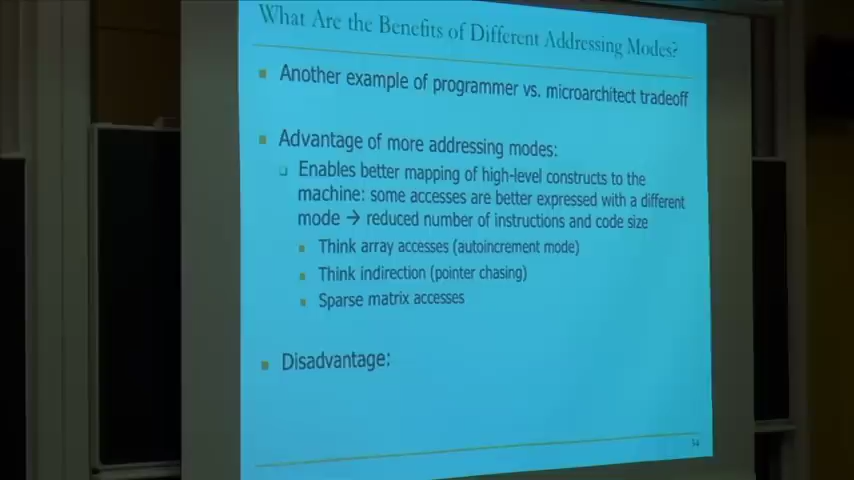 What Are the Benefits of Different Addressing Modes?
Another example of programmer vs. microarchitect tradeoff
Advantage of more addressing modes:
Enables better mapping of high-level constructs to the
machine: some accesses are better expressed with a different
mode → reduced number of instructions and code size
Think array accesses (autoincrement mode)
Think indirection (pointer chasing)
Sparse matrix accesses
Disadvantage:
34